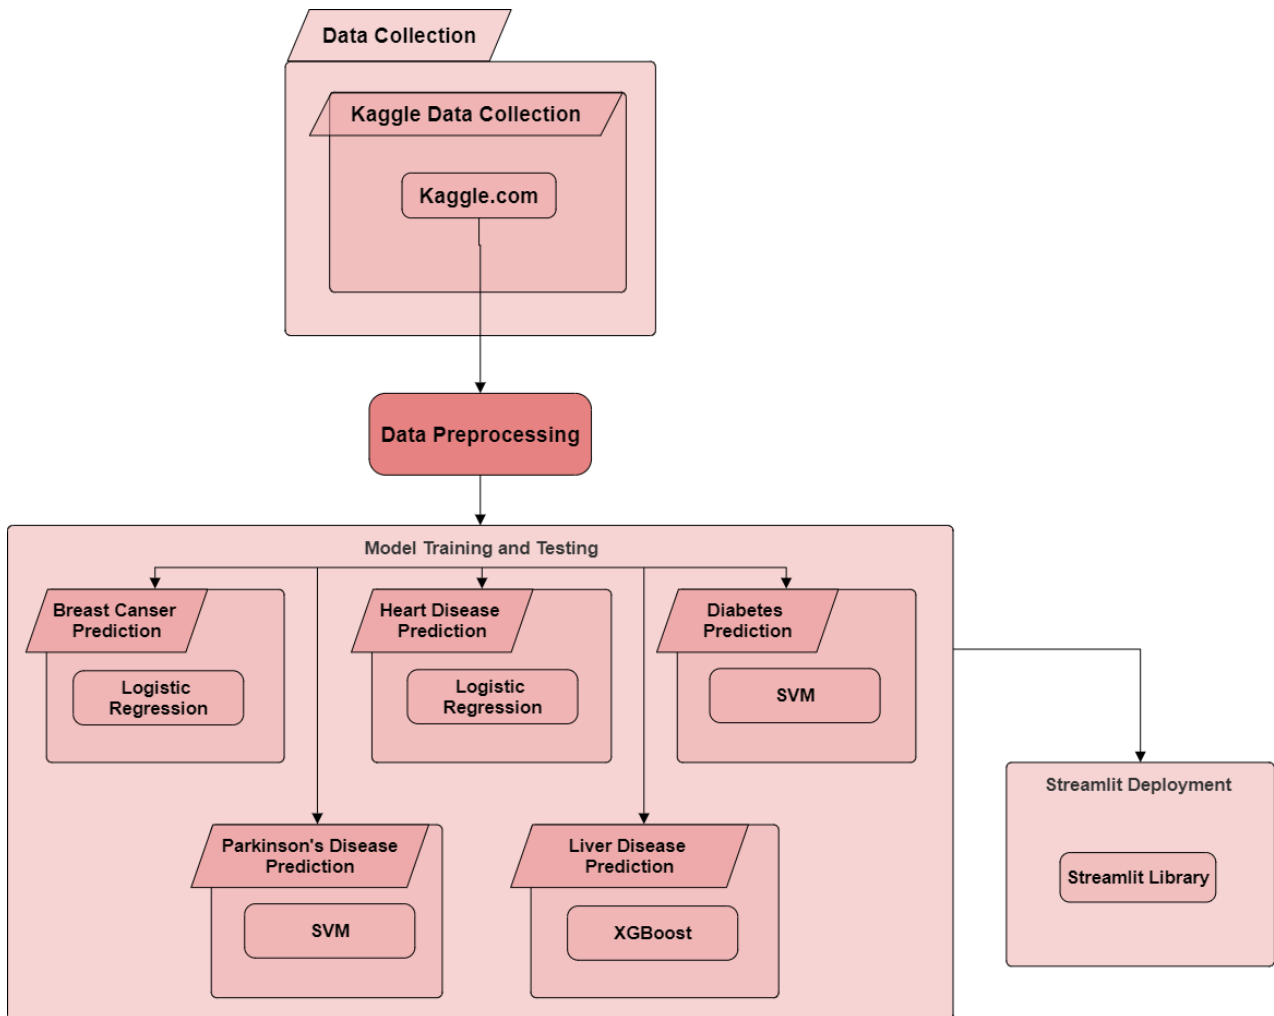 Data Collection
Kaggle Data Collection
Kaggle.com
Data Preprocessing
Model Training and Testing
Breast Canser
Prediction
Logistic
Regression
Heart Disease
Prediction
Logistic
Regression
Diabetes
Prediction
SVM
Parkinson's Disease
Prediction
SVM
Liver Disease
Prediction
XGBoost
Streamlit Deployment
Streamlit Library